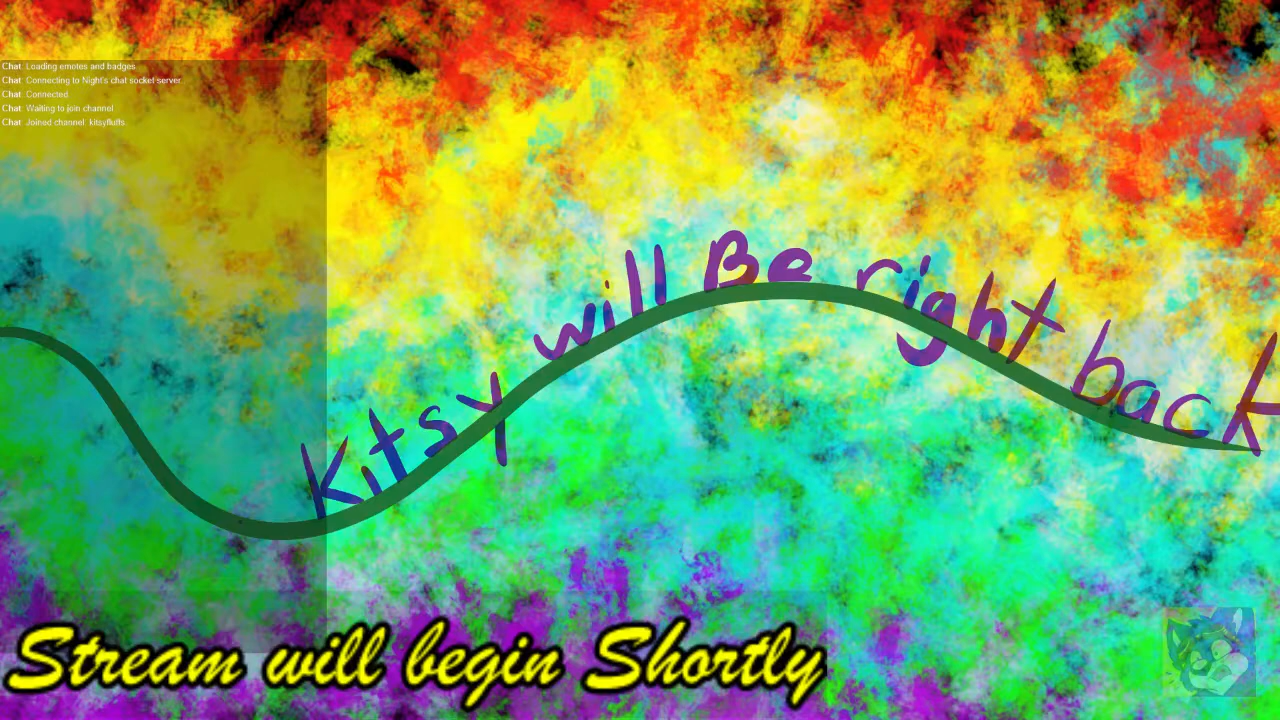 Chat: Loading emotes and badges
Chat: Connecting to Night's chat socket server.
Chat: Connected.
Chat: Waiting to join channel
Chat: Joined channel: kitsyfluffs.
Kitsy will Be right back
Stream will begin Shortly